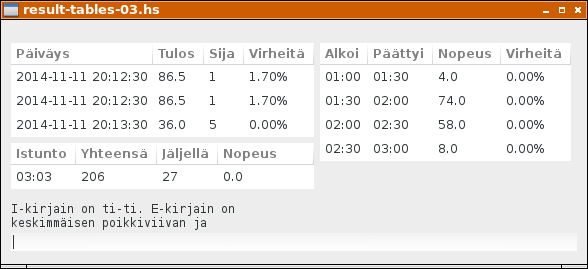 result-tables-03.hs
Päiväys Tulos Sija Virheitä
2014-11-11 20:12:30 86.5 1 1.70%
2014-11-11 20:12:30 86.5 1 1.70%
2014-11-11 20:13:30 36.0 5 0.00%
Istunto Yhteensä Jäljellä Nopeus
03:03 206 27 0.0
Alkoi Päättyi Nopeus Virheitä
01:00 01:30 4.0 0.00%
01:30 02:00 74.0 0.00%
02:00 02:30 58.0 0.00%
02:30 03:00 8.0 0.00%
I-kirjain on ti-ti. E-kirjain on
keskimmäisen poikkiviivan ja